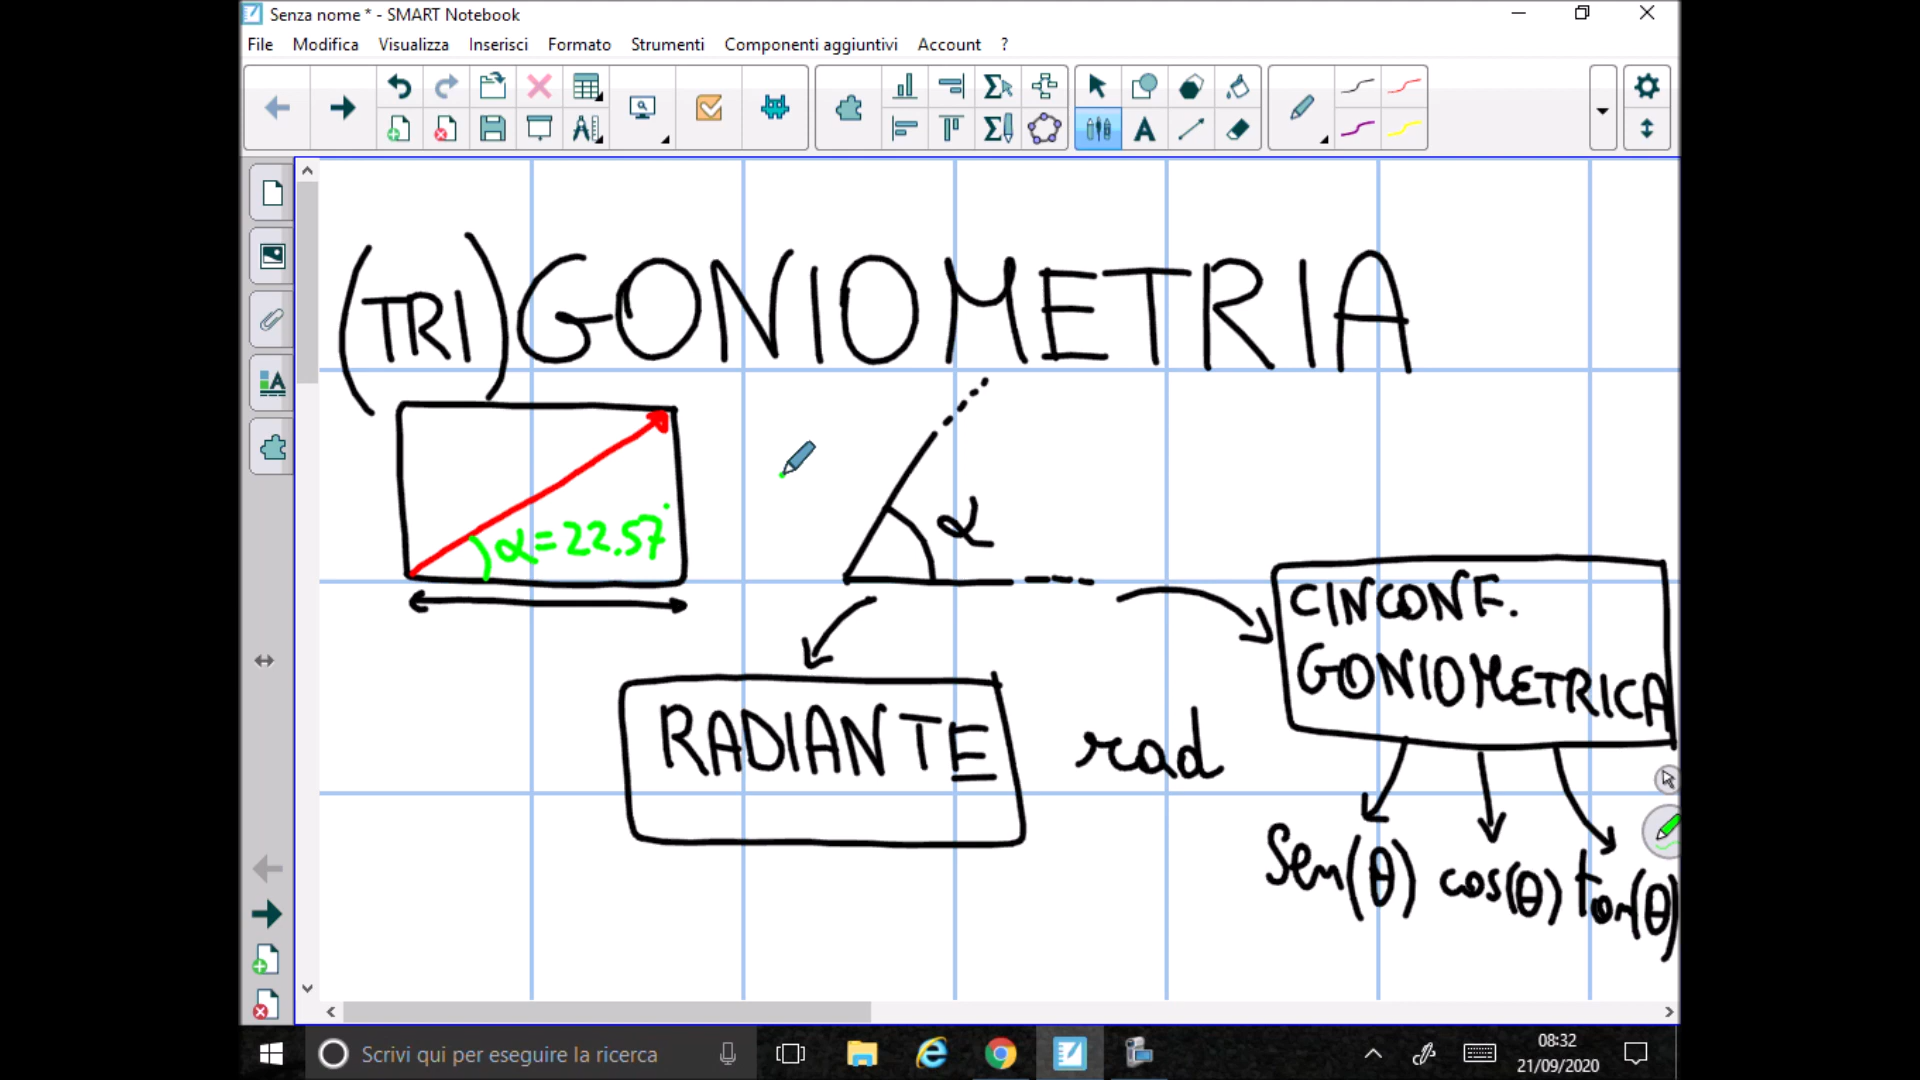 Senza nome * - SMART Notebook
File Modifica Visualizza Inserisci Formato Strumenti Componenti aggiuntivi Account ?
(TRI)GONIOMETRIA
α=22.57°
α
CIRCONF.
GONIOMETRICA
RADIANTE
rad
Sen(θ) cos(θ) tan(θ)
Scrivi qui per eseguire la ricerca
08:32
21/09/2020